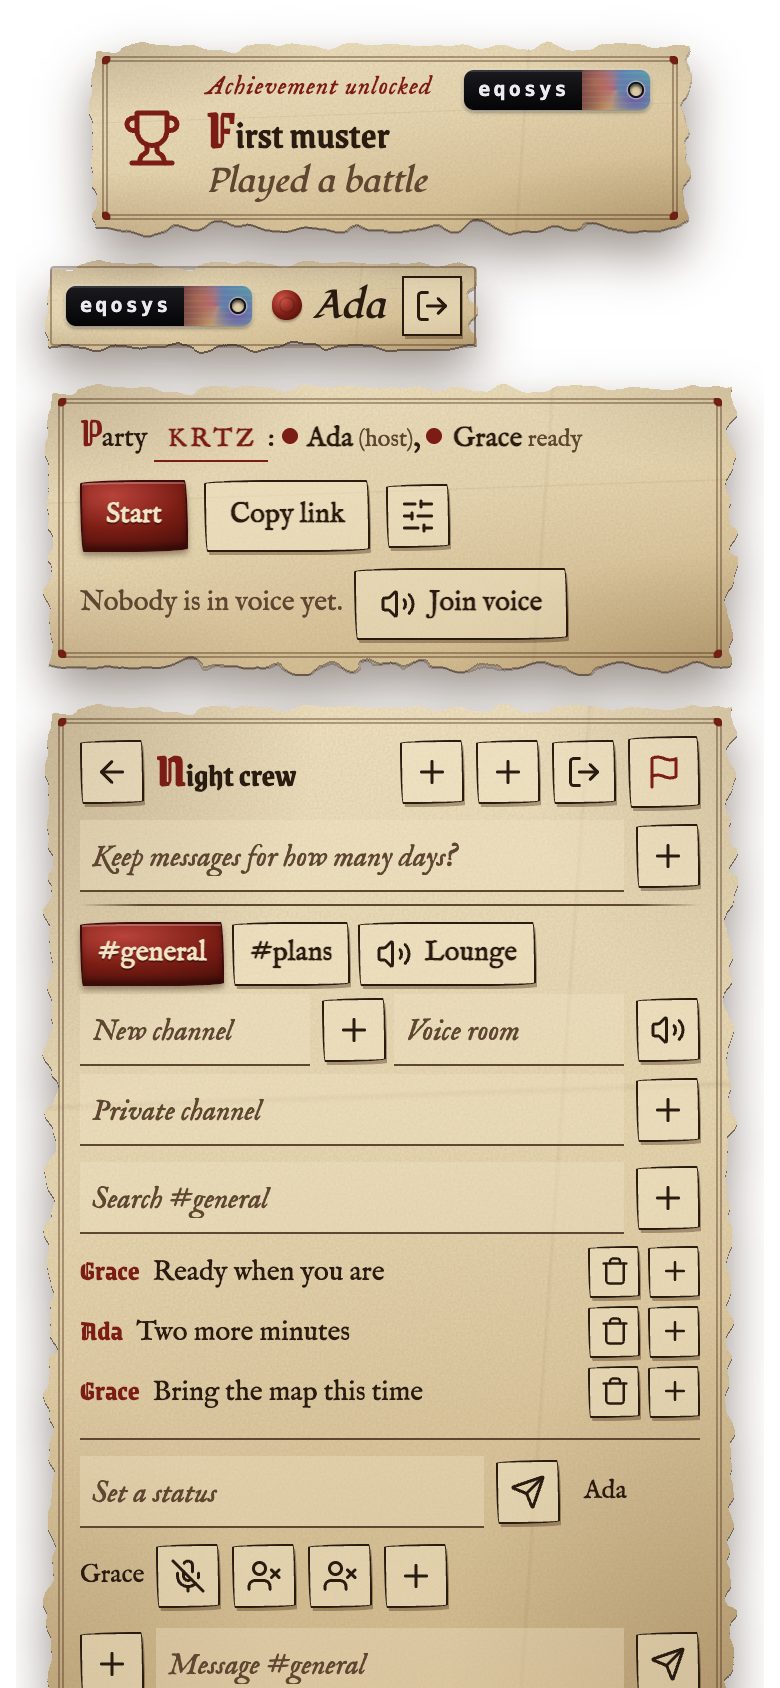 Achievement unlocked
eqosys
First muster
Played a battle
eqosys Ada
Party KRTZ : Ada (host), Grace ready
Start Copy link
Nobody is in voice yet. Join voice
Night crew
Keep messages for how many days?
#general #plans Lounge
New channel Voice room
Private channel
Search #general
Grace Ready when you are
Ada Two more minutes
Grace Bring the map this time
Set a status Ada
Grace
Message #general